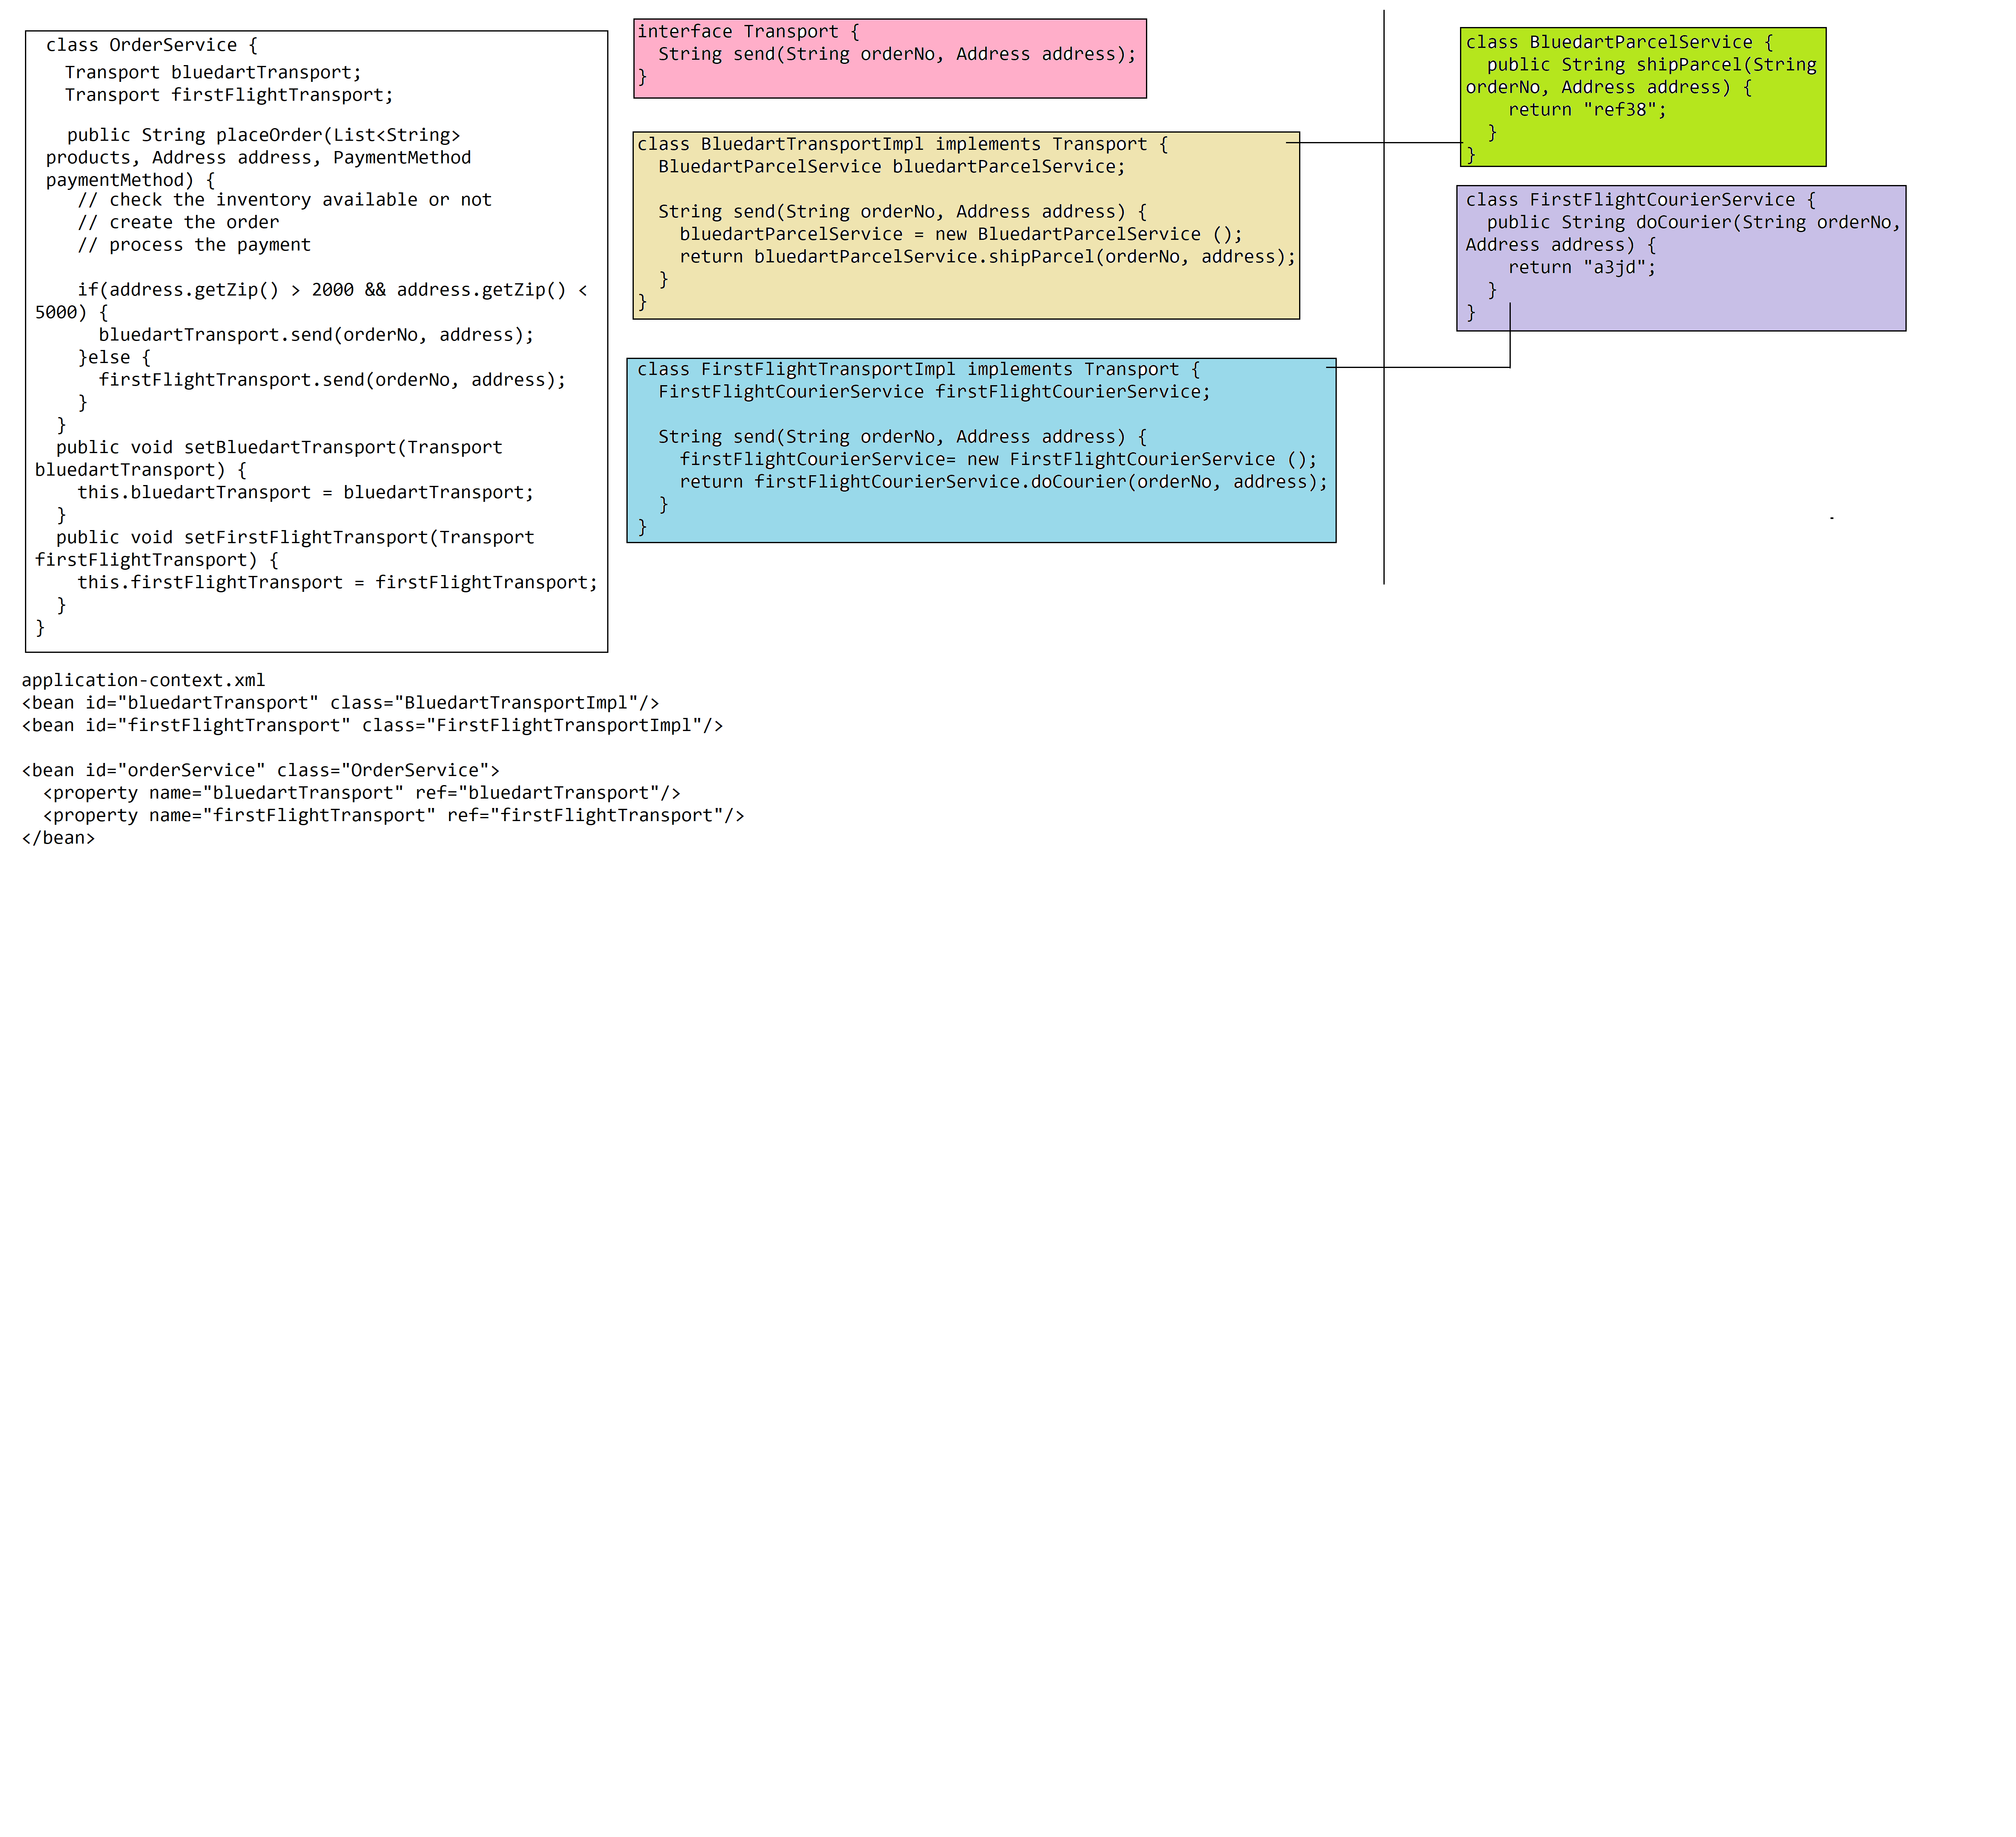 class OrderService {
Transport bluedartTransport;
Transport firstFlightTransport;
public String placeOrder(List<String>
products, Address address, PaymentMethod
paymentMethod) {
// check the inventory available or not
// create the order
// process the payment
if(address.getZip() > 2000 && address.getZip() <
5000) {
bluedartTransport.send(orderNo, address);
}else {
firstFlightTransport.send(orderNo, address);
}
}
public void setBluedartTransport(Transport
bluedartTransport) {
this.bluedartTransport = bluedartTransport;
}
public void setFirstFlightTransport(Transport
firstFlightTransport) {
this.firstFlightTransport = firstFlightTransport;
}
}
interface Transport {
String send(String orderNo, Address address);
}
class BluedartTransportImpl implements Transport {
BluedartParcelService bluedartParcelService;
String send(String orderNo, Address address) {
bluedartParcelService = new BluedartParcelService ();
return bluedartParcelService.shipParcel(orderNo, address);
}
}
class FirstFlightTransportImpl implements Transport {
FirstFlightCourierService firstFlightCourierService;
String send(String orderNo, Address address) {
firstFlightCourierService= new FirstFlightCourierService ();
return firstFlightCourierService.doCourier(orderNo, address);
}
}
class BluedartParcelService {
public String shipParcel(String
orderNo, Address address) {
return "ref38";
}
}
class FirstFlightCourierService {
public String doCourier(String orderNo,
Address address) {
return "a3jd";
}
}
application-context.xml
<bean id="bluedartTransport" class="BluedartTransportImpl"/>
<bean id="firstFlightTransport" class="FirstFlightTransportImpl"/>
<bean id="orderService" class="OrderService">
<property name="bluedartTransport" ref="bluedartTransport"/>
<property name="firstFlightTransport" ref="firstFlightTransport"/>
</bean>